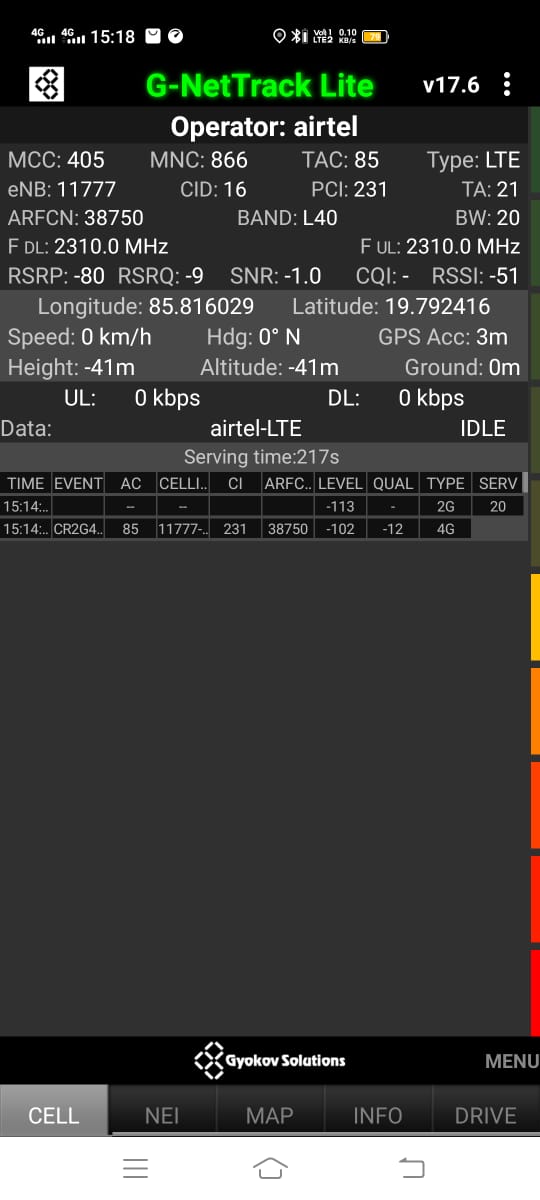 4G 4G 15:18 Vo) 1 LTE2 0.10 KB/s 79
G-NetTrack Lite v17.6
Operator: airtel
MCC: 405 MNC: 866 TAC: 85 Type: LTE
eNB: 11777 CID: 16 PCI: 231 TA: 21
ARFCN: 38750 BAND: L40 BW: 20
F DL: 2310.0 MHz F UL: 2310.0 MHz
RSRP: -80 RSRQ: -9 SNR: -1.0 CQI: - RSSI: -51
Longitude: 85.816029 Latitude: 19.792416
Speed: 0 km/h Hdg: 0° N GPS Acc: 3m
Height: -41m Altitude: -41m Ground: 0m
UL: 0 kbps DL: 0 kbps
Data: airtel-LTE IDLE
Serving time:217s
TIME EVENT AC CELLI.. CI ARFC.. LEVEL QUAL TYPE SERV
15:14:.. -- -- -113 - 2G 20
15:14:.. CR2G4.. 85 11777-.. 231 38750 -102 -12 4G
Gyokov Solutions MENU
CELL NEI MAP INFO DRIVE